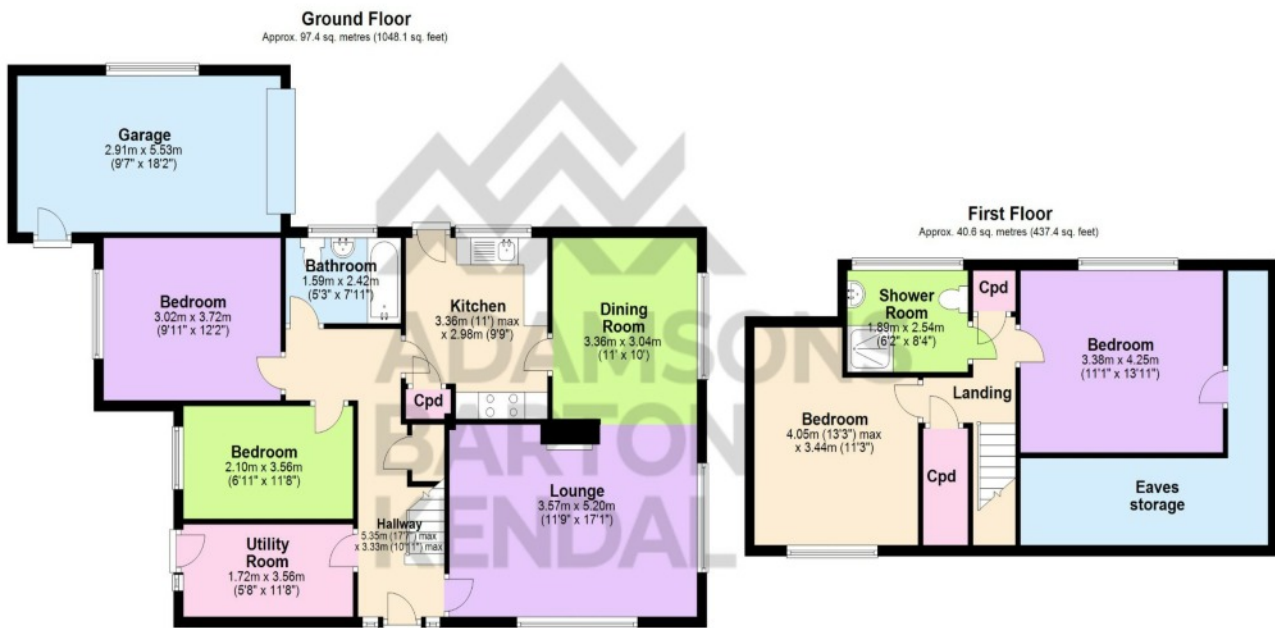 Ground Floor
Approx. 97.4 sq. metres (1048.1 sq. feet)
Garage
2.91m x 5.53m
(9'7" x 18'2")
Bedroom
3.02m x 3.72m
(9'11" x 12'2")
Bathroom
1.59m x 2.42m
(5'3" x 7'11")
Kitchen
3.36m (11') max
x 2.98m (9'9")
Dining
Room
3.36m x 3.04m
(11' x 10')
Cpd
Bedroom
2.10m x 3.56m
(6'11" x 11'8")
Lounge
3.57m x 5.20m
(11'9" x 17'1")
Hallway
5.35m (17'7") max
x 3.33m (10'11") max
Utility
Room
1.72m x 3.56m
(5'8" x 11'8")
ADAMSONS
BARTON
KENDAL
First Floor
Approx. 40.6 sq. metres (437.4 sq. feet)
Shower
Room
1.89m x 2.54m
(6'2" x 8'4")
Cpd
Bedroom
3.38m x 4.25m
(11'1" x 13'11")
Landing
Bedroom
4.05m (13'3") max
x 3.44m (11'3")
Cpd
Eaves
storage